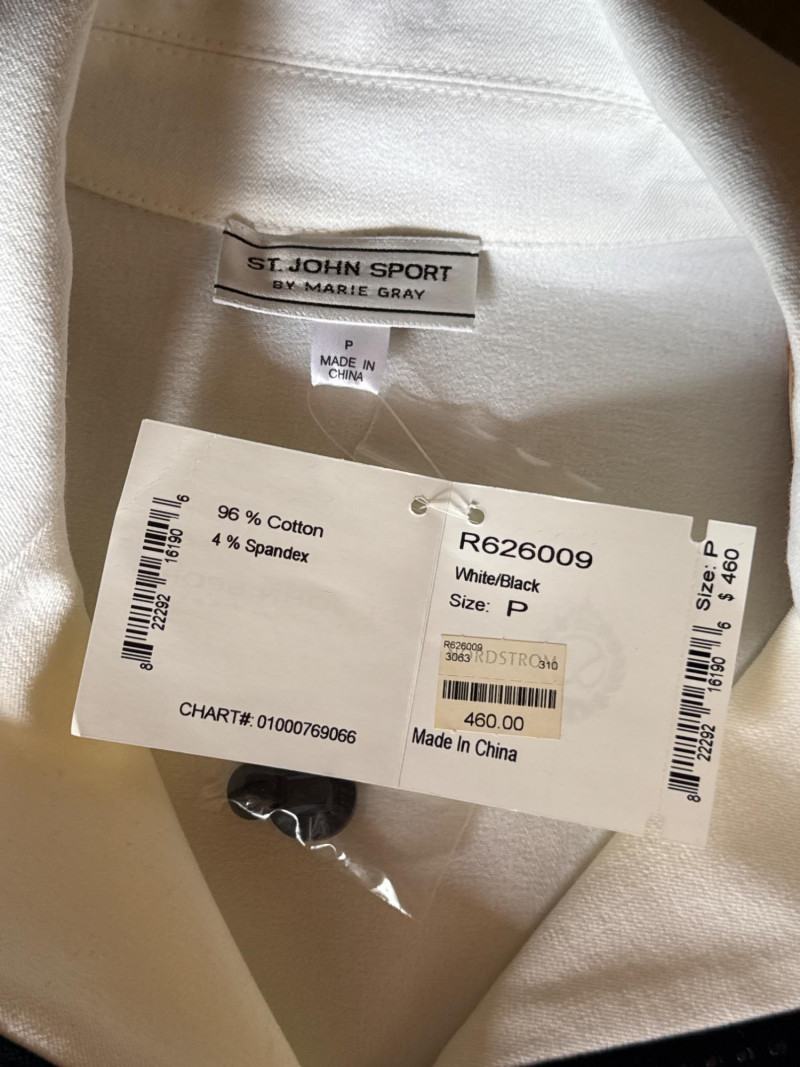 ST. JOHN SPORT
BY MARIE GRAY
P
MADE IN
CHINA
96 % Cotton
4 % Spandex
8 22292 16190 6
CHART#: 01000769066
R626009
White/Black
Size: P
R626009
NORDSTROM
3063 310
460.00
Made In China
Size: P
$ 460
8 22292 16190 6